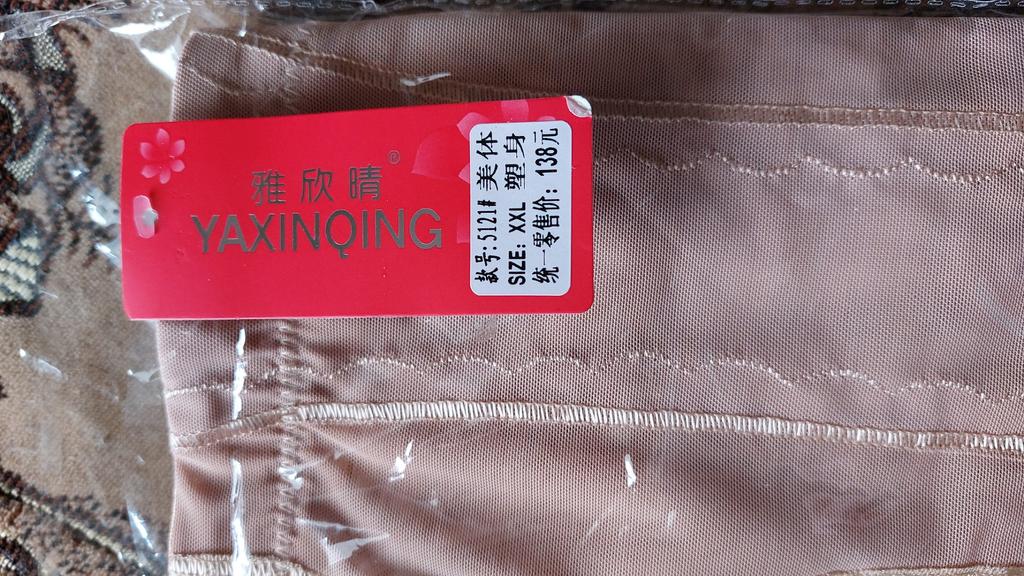 雅欣晴®
YAXINQING
款号: 5121# 美体
SIZE: XXL 塑身
统一零售价: 138元